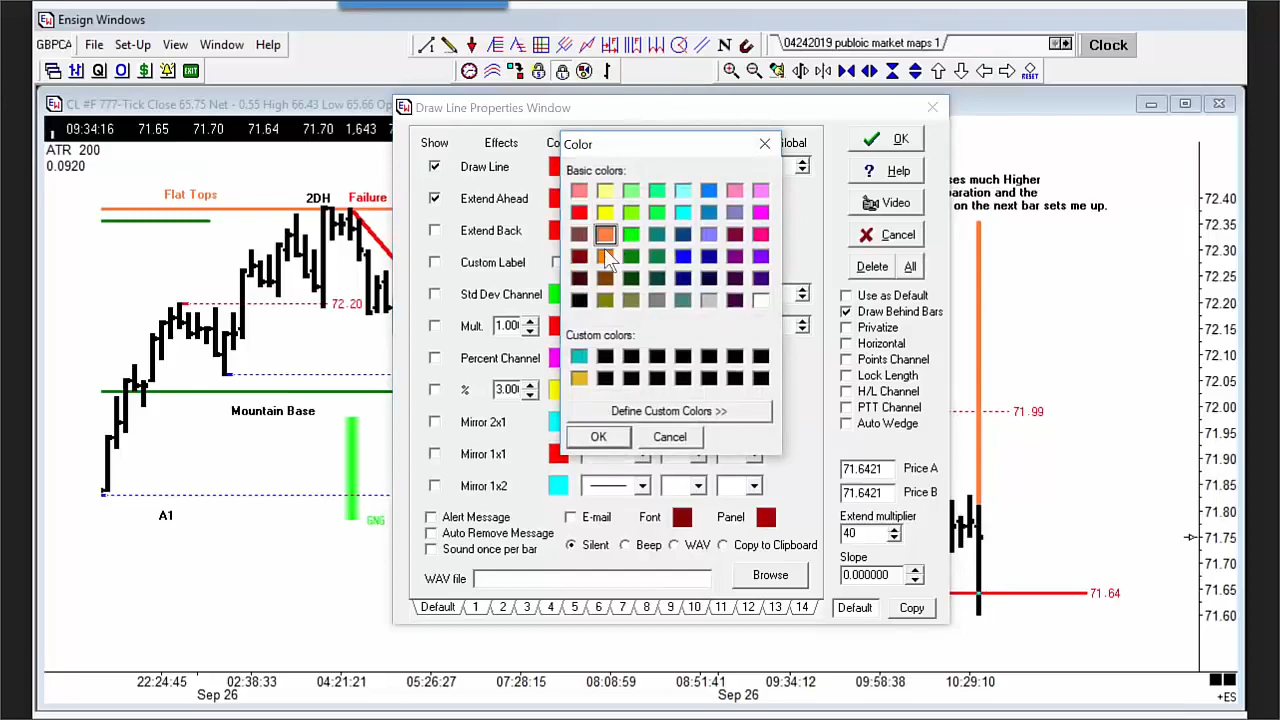 Ensign Windows
GBPCA File Set-Up View Window Help
N
04242019 publoic market maps 1
Clock
Q O $ EXIT
RESET
CL #F 777-Tick Close 65.75 Net - 0.55 High 66.43 Low 65.66
09:34:16 71.65 71.70 71.64 71.70 1,643
ATR 200
0.0920
Flat Tops
2DH
Failure
72.20
Mountain Base
A1
GNG
Draw Line Properties Window
Show Effects
Draw Line
Extend Ahead
Extend Back
Custom Label
Std Dev Channel
Mult.
Percent Channel
% 3.00
Mirror 2x1
Mirror 1x1
Mirror 1x2
Alert Message
Auto Remove Message
Sound once per bar
E-mail Font Panel
Silent Beep WAV Copy to Clipboard
WAV file
Browse
Default 1 2 3 4 5 6 7 8 9 10 11 12 13 14
Color
Basic colors:
Custom colors:
Define Custom Colors >>
OK Cancel
OK
Help
Video
Cancel
Delete All
Use as Default
Draw Behind Bars
Privatize
Horizontal
Points Channel
Lock Length
H/L Channel
PTT Channel
Auto Wedge
71.6421 Price A
71.6421 Price B
Extend multiplier
40
Slope
0.000000
Default Copy
much Higher
and the
on the next bar sets me up.
71.99
71.64
72.40
72.35
72.30
72.25
72.20
72.15
72.10
72.05
72.00
71.95
71.90
71.85
71.80
71.75
71.70
71.65
71.60
22:24:45 02:38:33 04:21:21 05:26:27 07:28:15 08:08:59 08:51:41 09:34:12 09:58:38 10:29:10
Sep 26 Sep 26
+ES